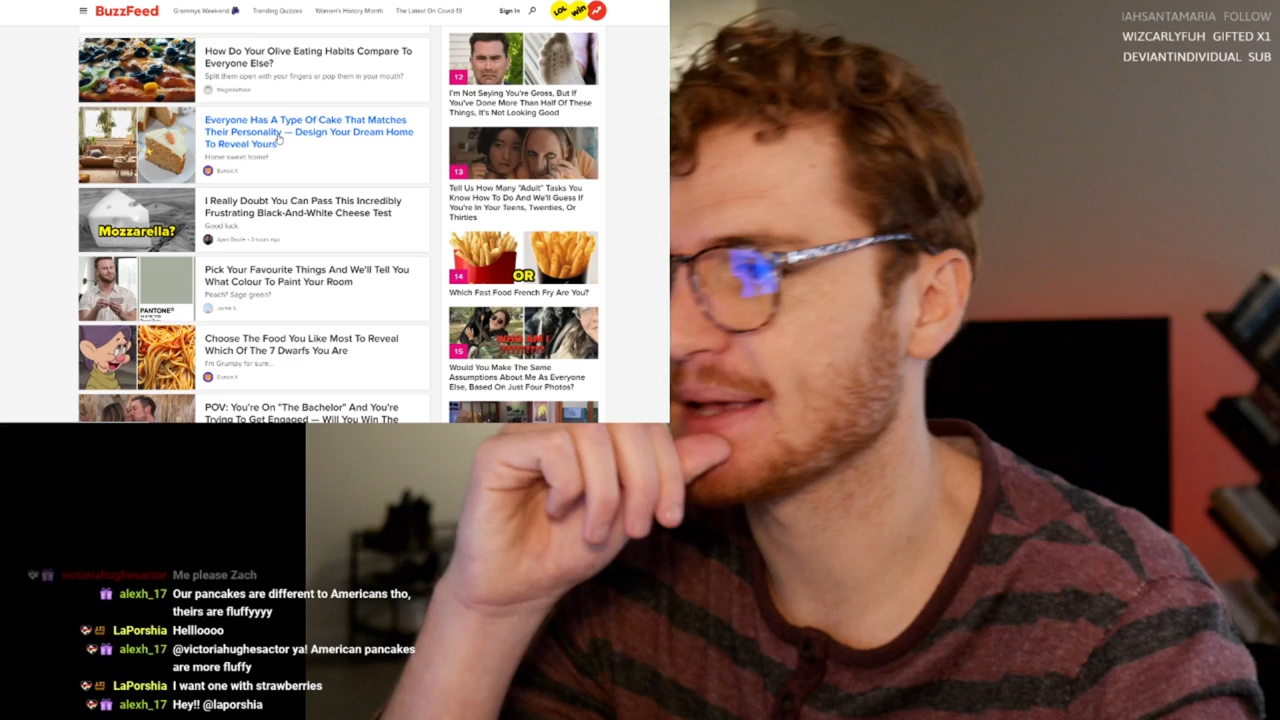 BuzzFeed
Grammys Weekend
Trending Quizzes
Women's History Month
The Latest On Covid-19
Sign In
LOL
win
How Do Your Olive Eating Habits Compare To
Everyone Else?
Split them open with your fingers or pop them in your mouth?
Everyone Has A Type Of Cake That Matches
Their Personality — Design Your Dream Home
To Reveal Yours
Home sweet home!
Eunice K
Mozzarella?
I Really Doubt You Can Pass This Incredibly
Frustrating Black-And-White Cheese Test
Good luck.
PANTONE®
Pick Your Favourite Things And We'll Tell You
What Colour To Paint Your Room
Peach? Sage green?
Choose The Food You Like Most To Reveal
Which Of The 7 Dwarfs You Are
I'm Grumpy for sure...
Eunice K
POV: You're On "The Bachelor" And You're
Trying To Get Engaged — Will You Win The
12
I'm Not Saying You're Gross, But If
You've Done More Than Half Of These
Things, It's Not Looking Good
13
Tell Us How Many "Adult" Tasks You
Know How To Do And We'll Guess If
You're In Your Teens, Twenties, Or
Thirties
OR
14
Which Fast Food French Fry Are You?
15
Would You Make The Same
Assumptions About Me As Everyone
Else, Based On Just Four Photos?
IAHSANTAMARIA FOLLOW
WIZCARLYFUH GIFTED X1
DEVIANTINDIVIDUAL SUB
victoriahughesactor Me please Zach
alexh_17 Our pancakes are different to Americans tho,
theirs are fluffyyyy
LaPorshia Hellloooo
alexh_17 @victoriahughesactor ya! American pancakes
are more fluffy
LaPorshia I want one with strawberries
alexh_17 Hey!! @laporshia